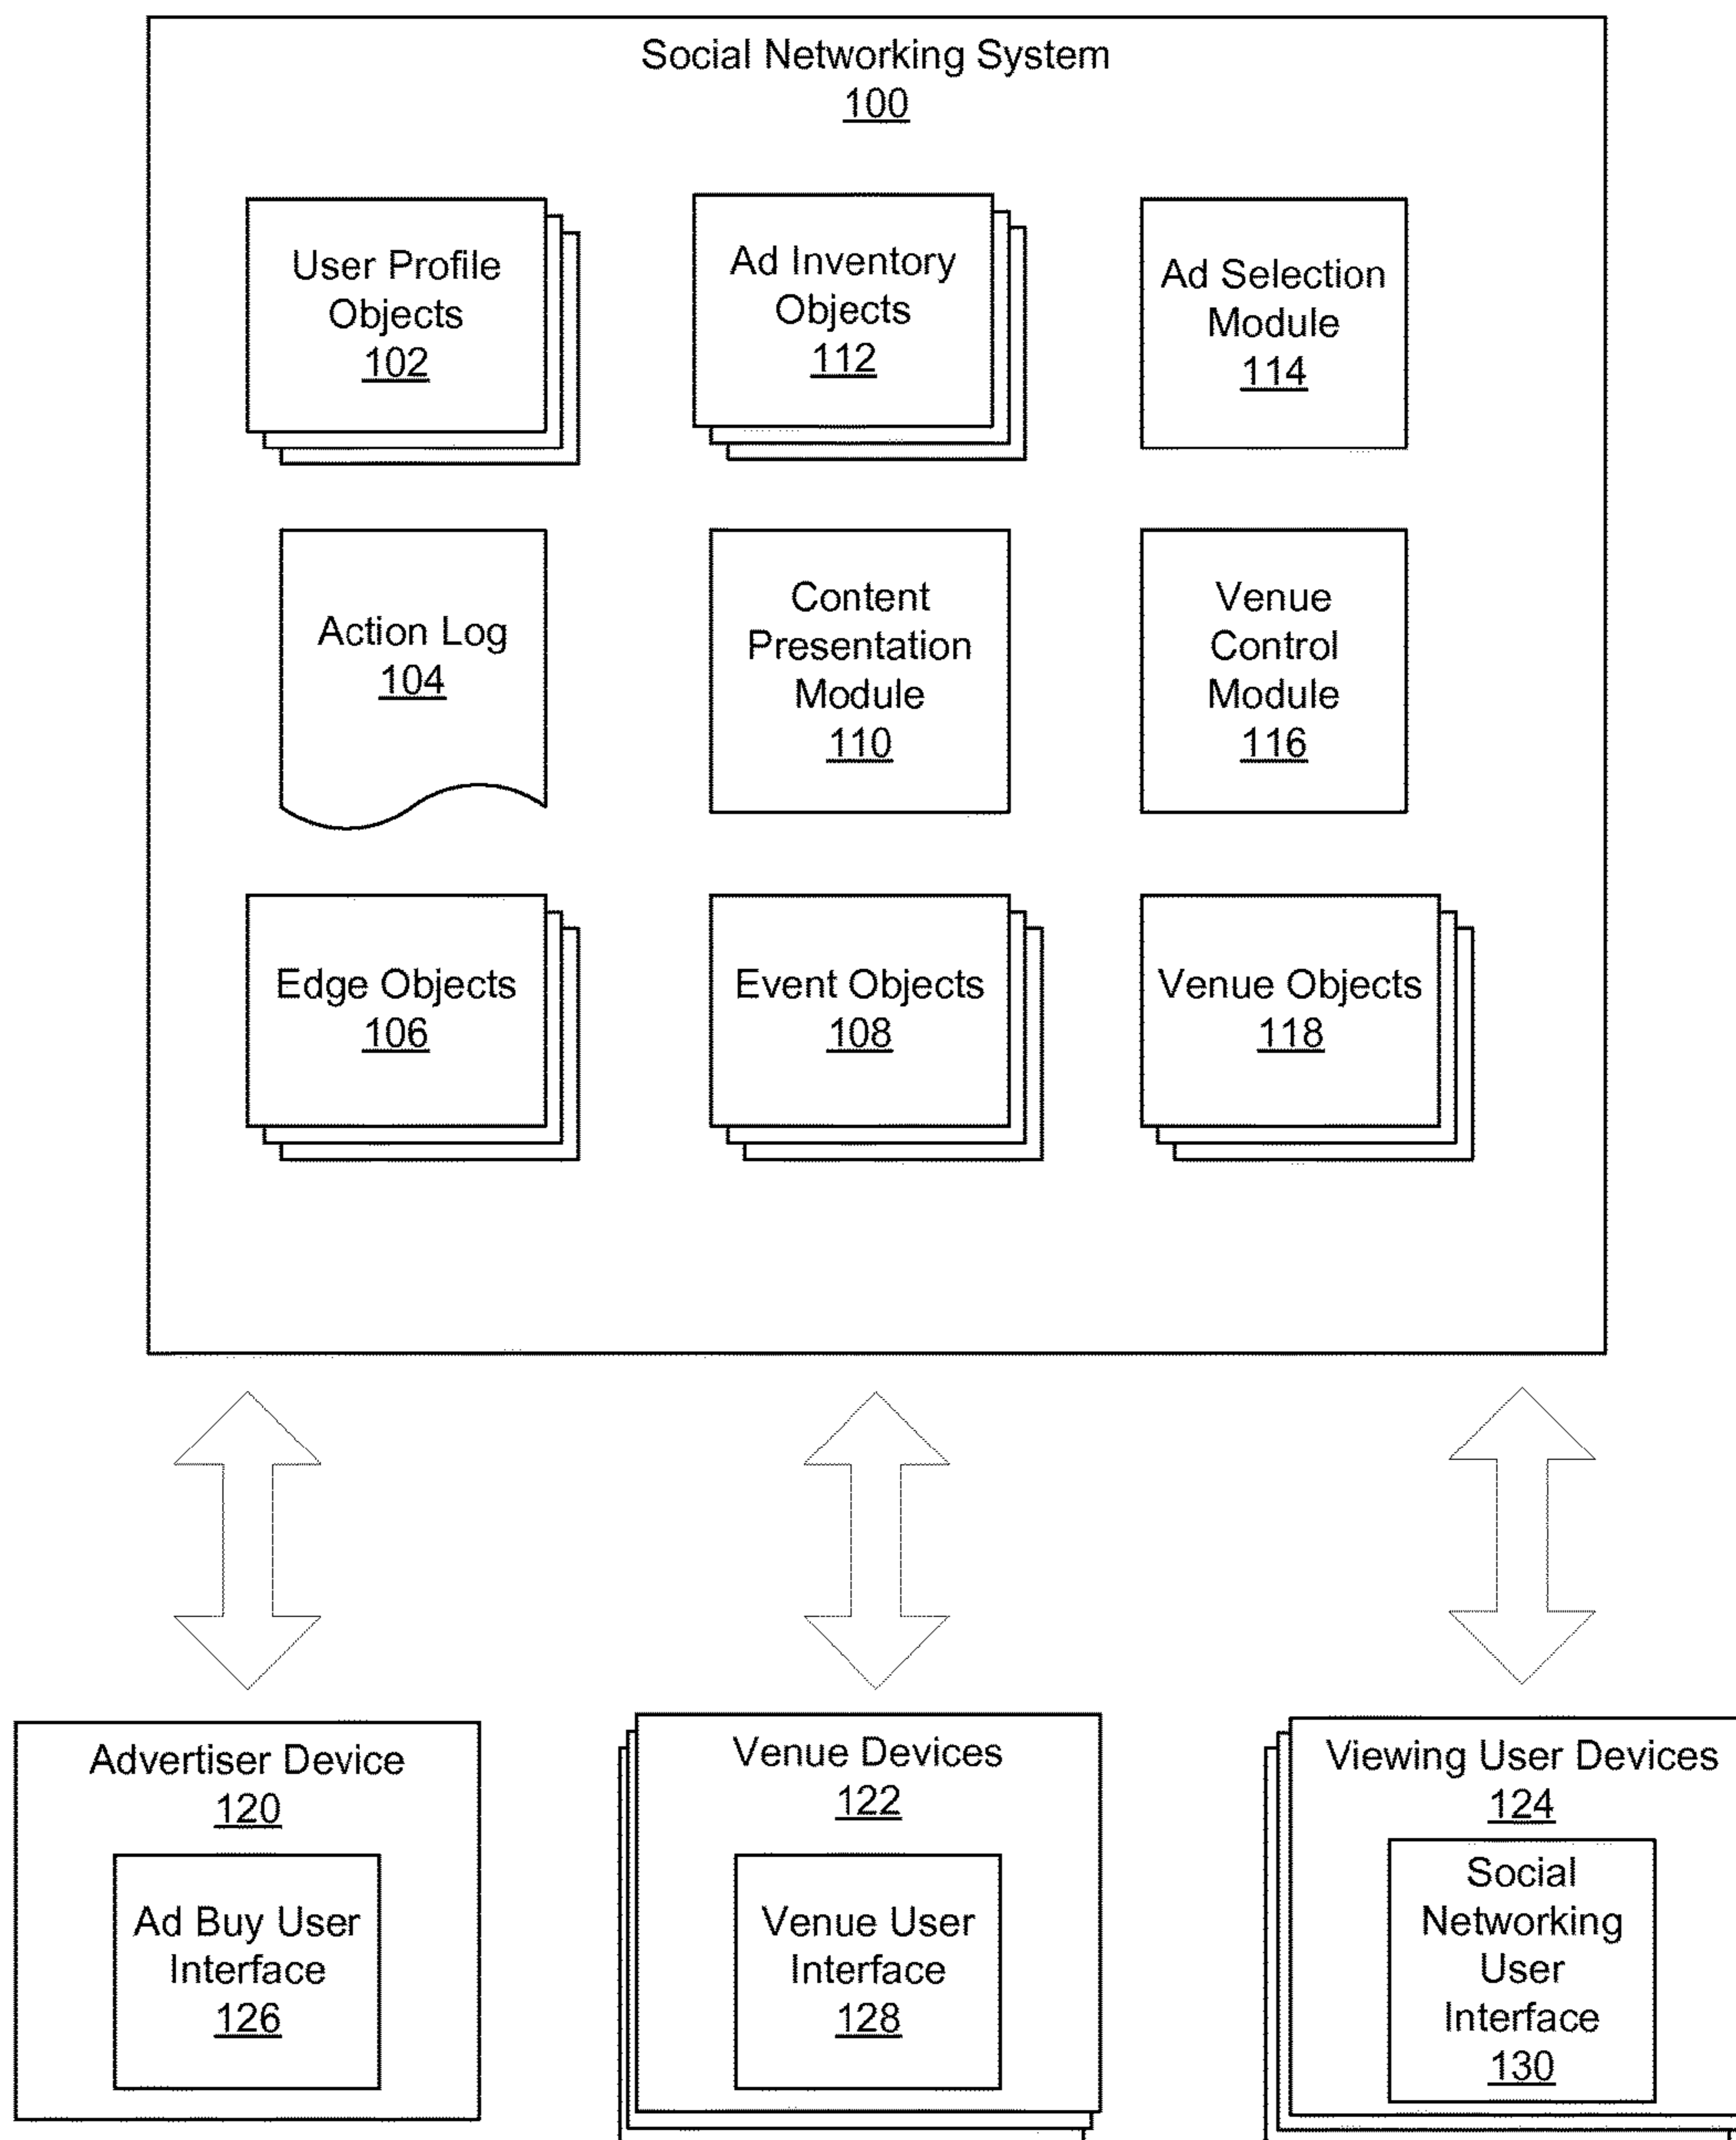 Social Networking System
100
User Profile
Objects
102
Ad Inventory
Objects
112
Ad Selection
Module
114
Action Log
104
Content
Presentation
Module
110
Venue
Control
Module
116
Edge Objects
106
Event Objects
108
Venue Objects
118
Advertiser Device
120
Ad Buy User
Interface
126
Venue Devices
122
Venue User
Interface
128
Viewing User Devices
124
Social
Networking
User
Interface
130